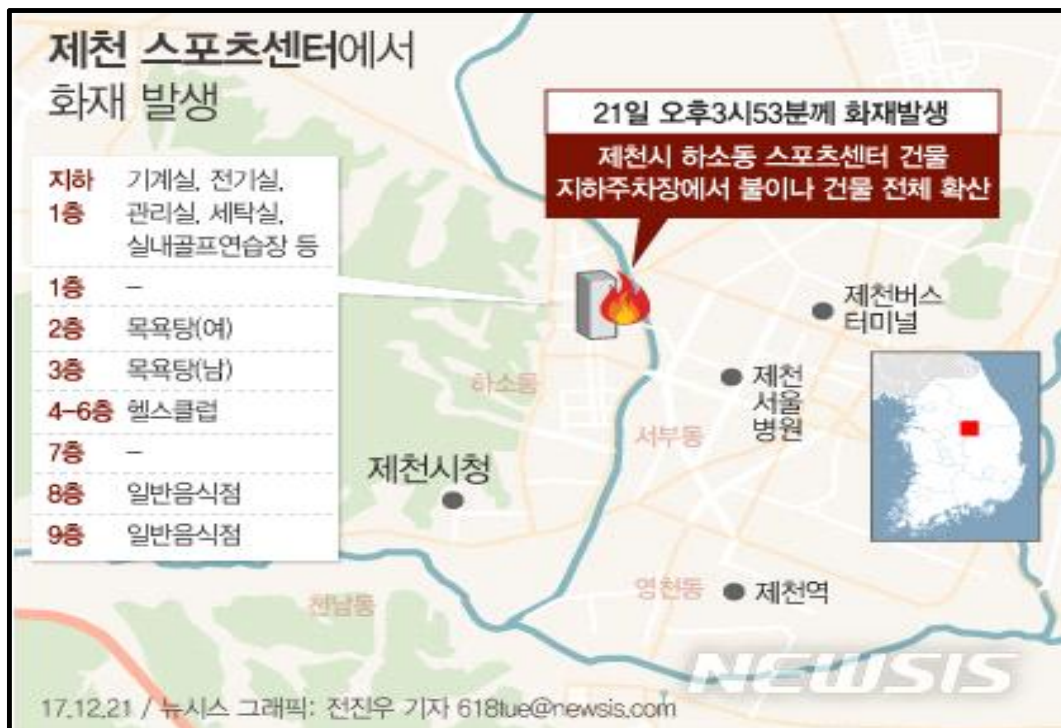 제천 스포츠센터에서
화재 발생
21일 오후3시53분께 화재발생
제천시 하소동 스포츠센터 건물
지하주차장에서 불이나 건물 전체 확산
지하 기계실, 전기실,
1층 관리실, 세탁실,
실내골프연습장 등
1층 –
2층 목욕탕(여)
3층 목욕탕(남)
4-6층 헬스클럽
7층 –
8층 일반음식점
9층 일반음식점
제천버스
터미널
하소동
제천
서울
병원
서부동
제천시청
영천동
제천역
천남동
NEWSIS
17.12.21 / 뉴시스 그래픽: 전진우 기자 618tue@newsis.com